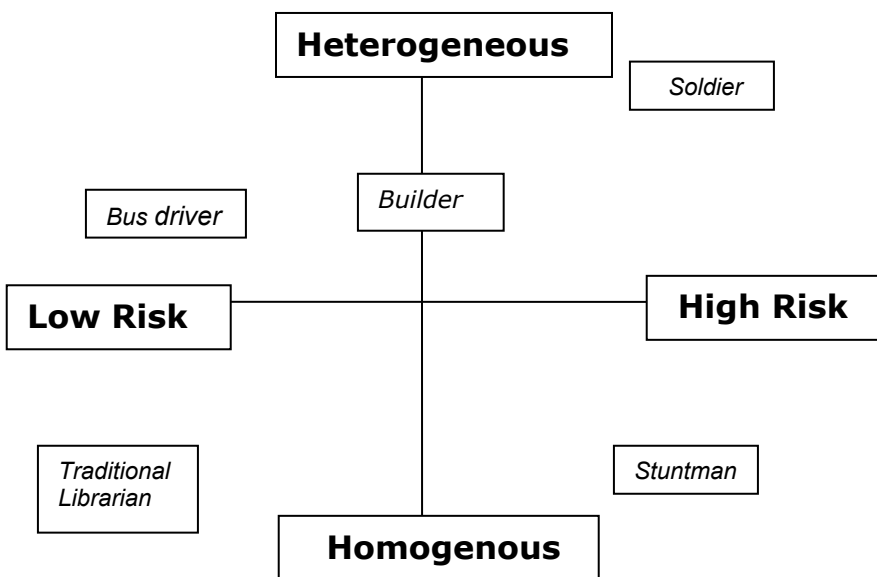 Heterogeneous
Soldier
Builder
Bus driver
Low Risk
High Risk
Traditional
Librarian
Stuntman
Homogenous